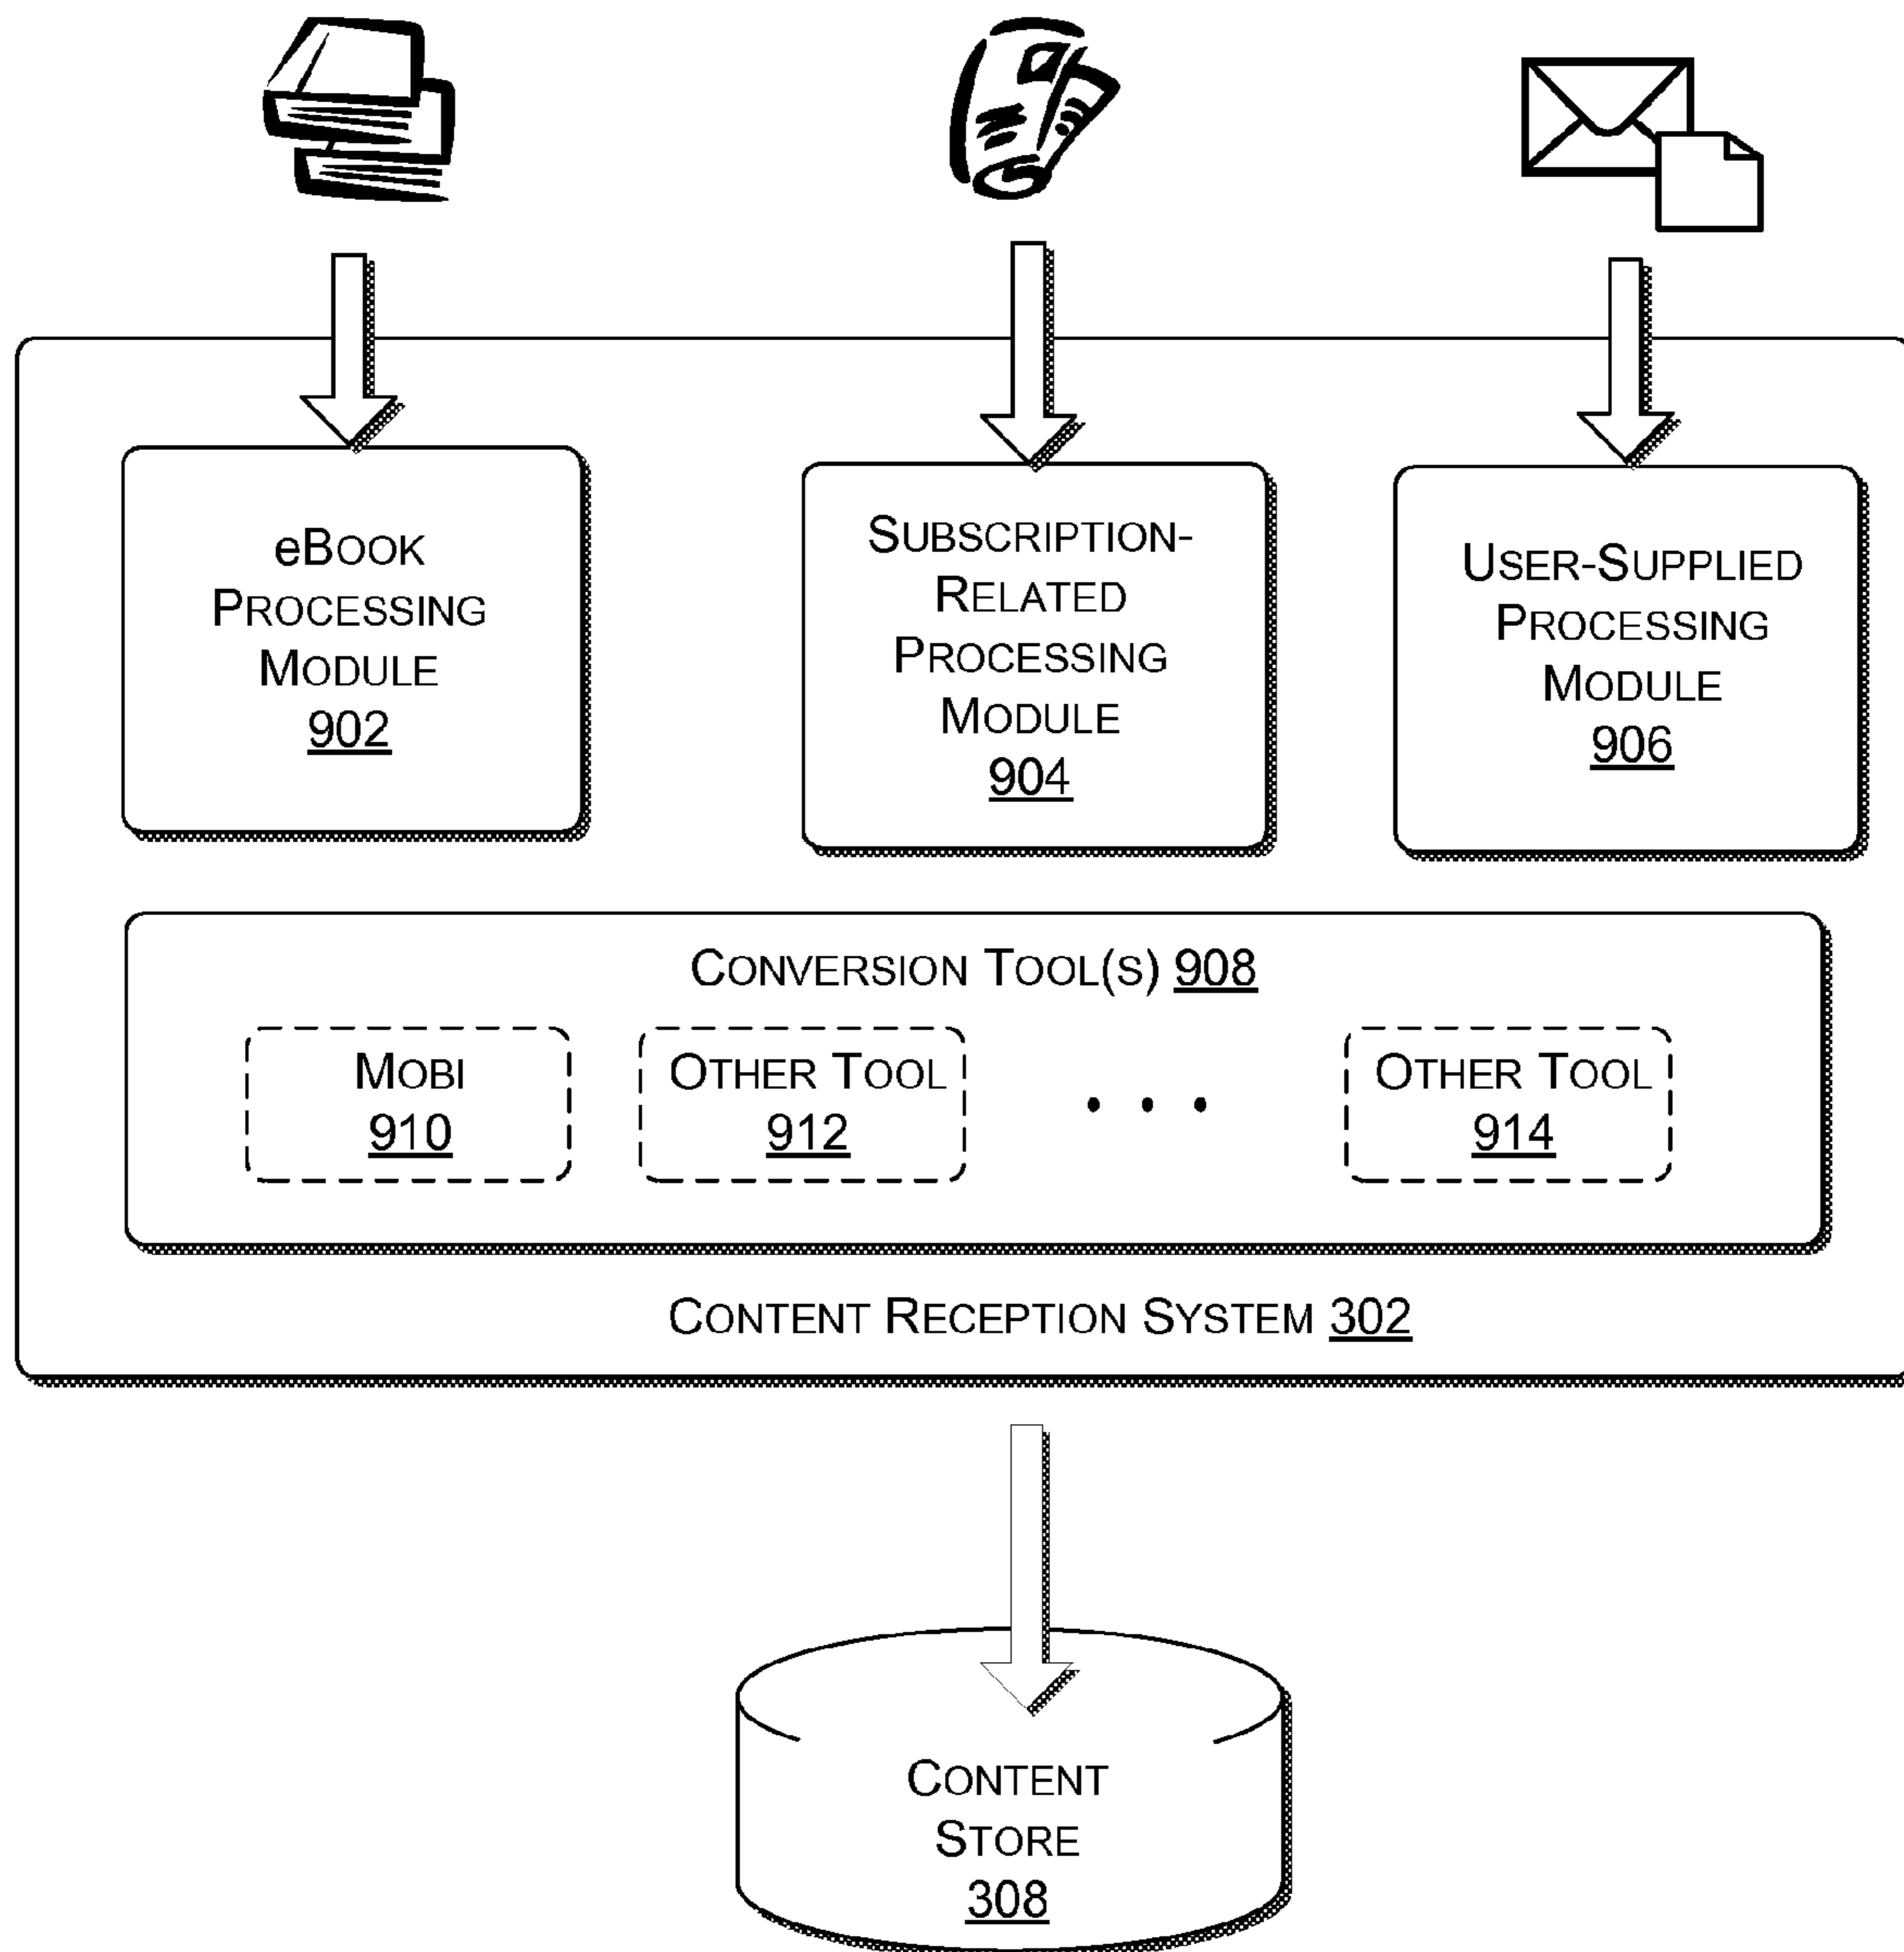 eBOOK
PROCESSING
MODULE
902
SUBSCRIPTION-
RELATED
PROCESSING
MODULE
904
USER-SUPPLIED
PROCESSING
MODULE
906
CONVERSION TOOL(S) 908
MOBI
910
OTHER TOOL
912
• • •
OTHER TOOL
914
CONTENT RECEPTION SYSTEM 302
CONTENT
STORE
308